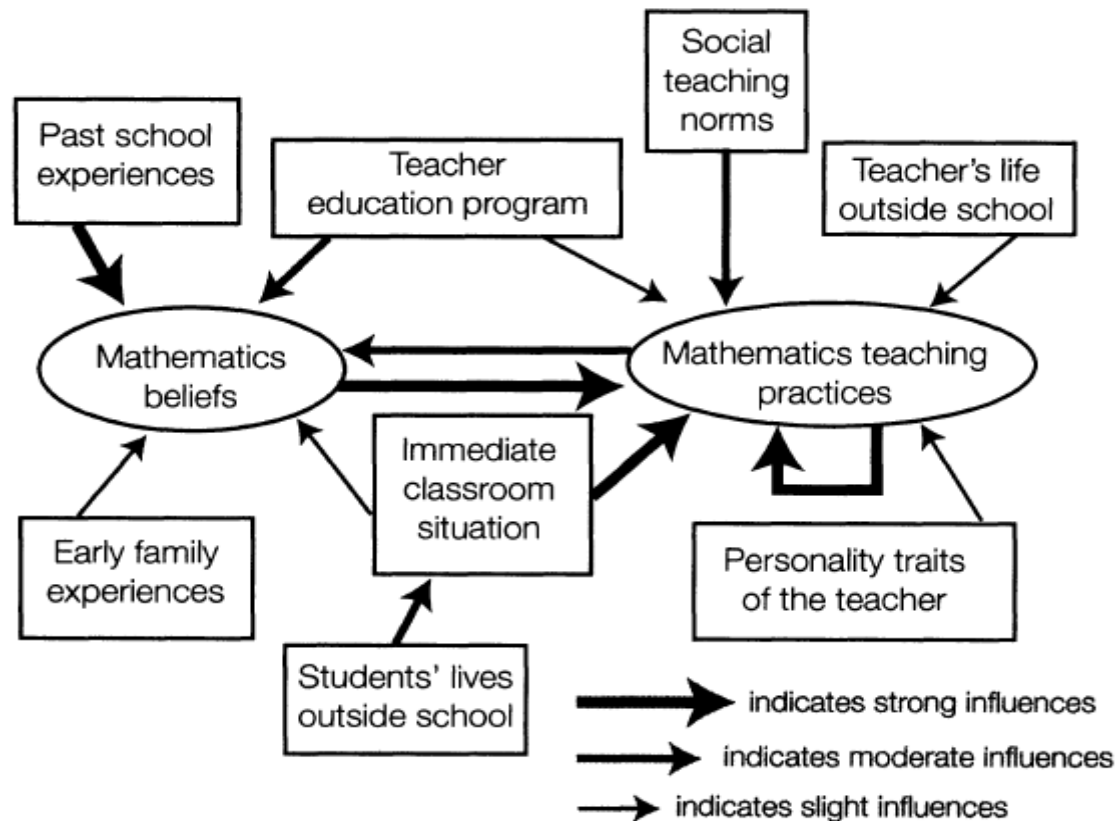 Social
teaching
norms
Past school
experiences
Teacher
education program
Teacher's life
outside school
Mathematics
beliefs
Mathematics teaching
practices
Immediate
classroom
situation
Early family
experiences
Personality traits
of the teacher
Students' lives
outside school
indicates strong influences
indicates moderate influences
indicates slight influences